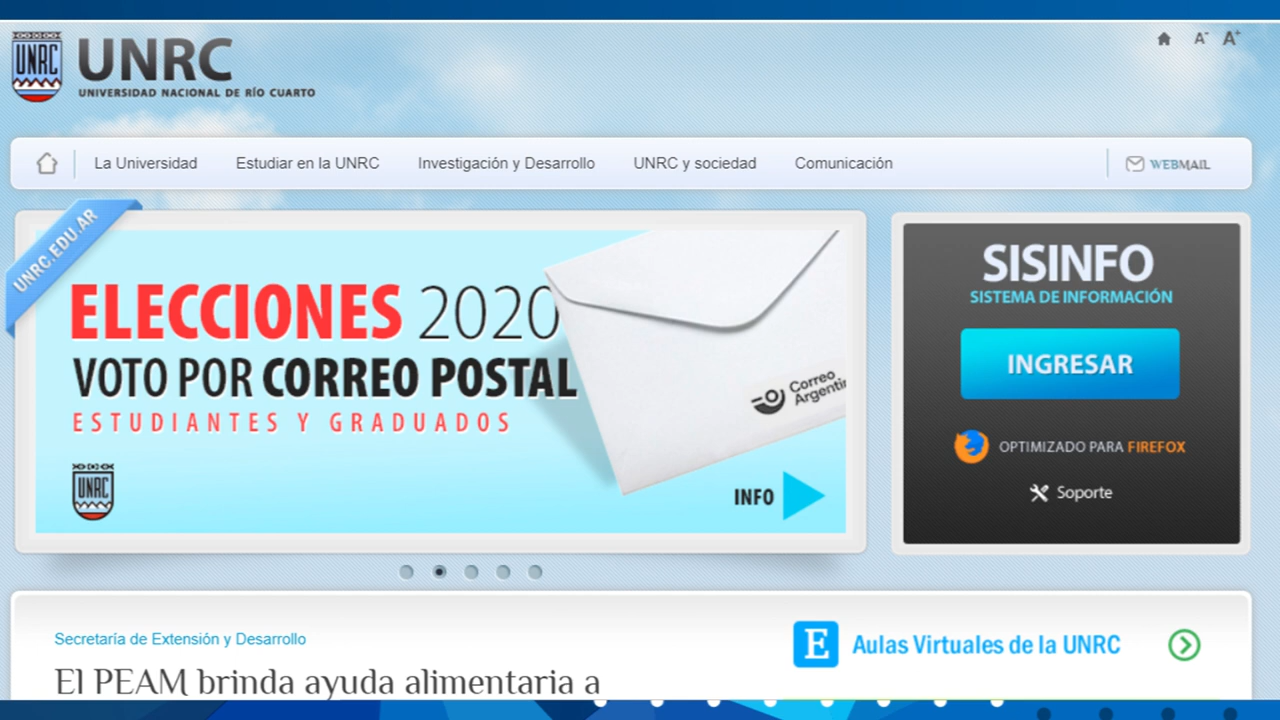 UNRC
UNRC
UNIVERSIDAD NACIONAL DE RÍO CUARTO
A-
A+
La Universidad
Estudiar en la UNRC
Investigación y Desarrollo
UNRC y sociedad
Comunicación
WEBMAIL
UNRC.EDU.AR
ELECCIONES 2020
VOTO POR CORREO POSTAL
ESTUDIANTES Y GRADUADOS
UNRC
Correo
INFO
SISINFO
SISTEMA DE INFORMACIÓN
INGRESAR
OPTIMIZADO PARA FIREFOX
Soporte
Secretaría de Extensión y Desarrollo
El PEAM brinda ayuda alimentaria a
E Aulas Virtuales de la UNRC